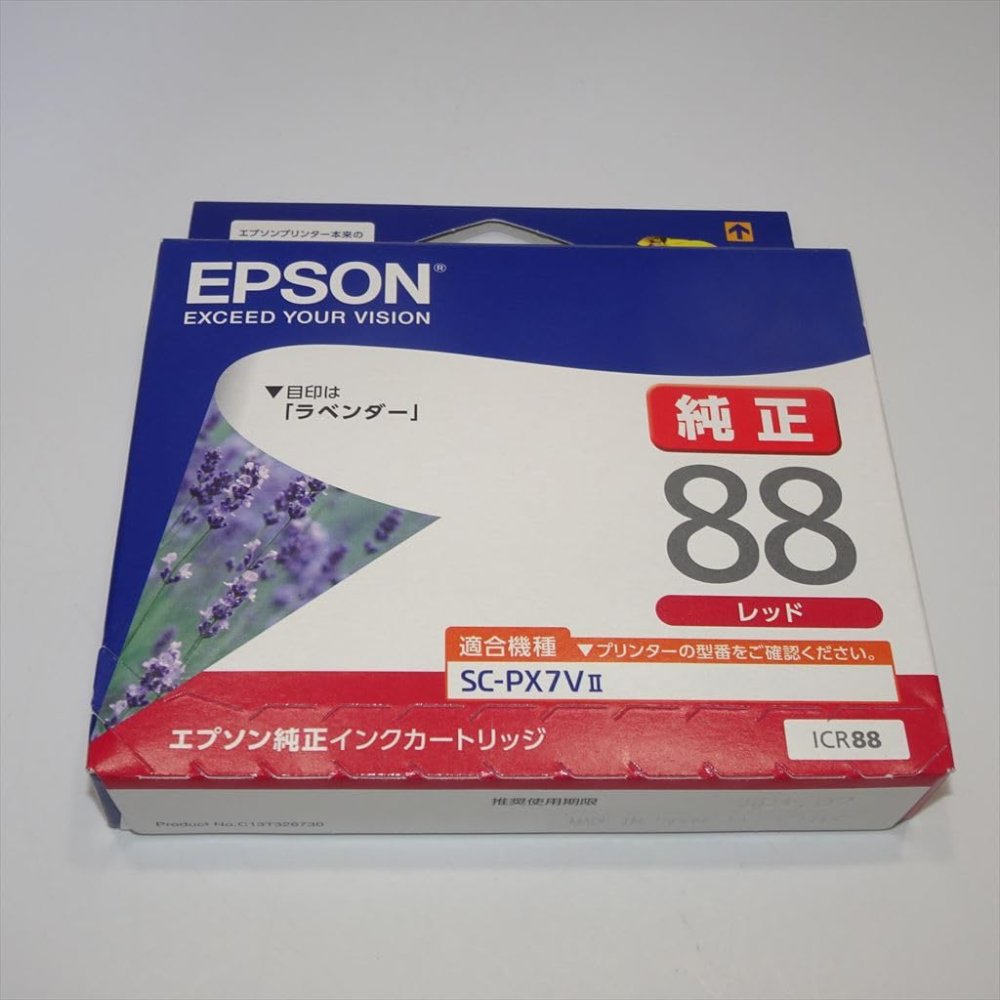 エプソンプリンター本来の
EPSON®
EXCEED YOUR VISION
▼目印は
「ラベンダー」
純正
88
レッド
適合機種 ▼プリンターの型番をご確認ください。
SC-PX7VⅡ
エプソン純正インクカートリッジ
ICR88
推奨使用期限
Product No.C13T326730